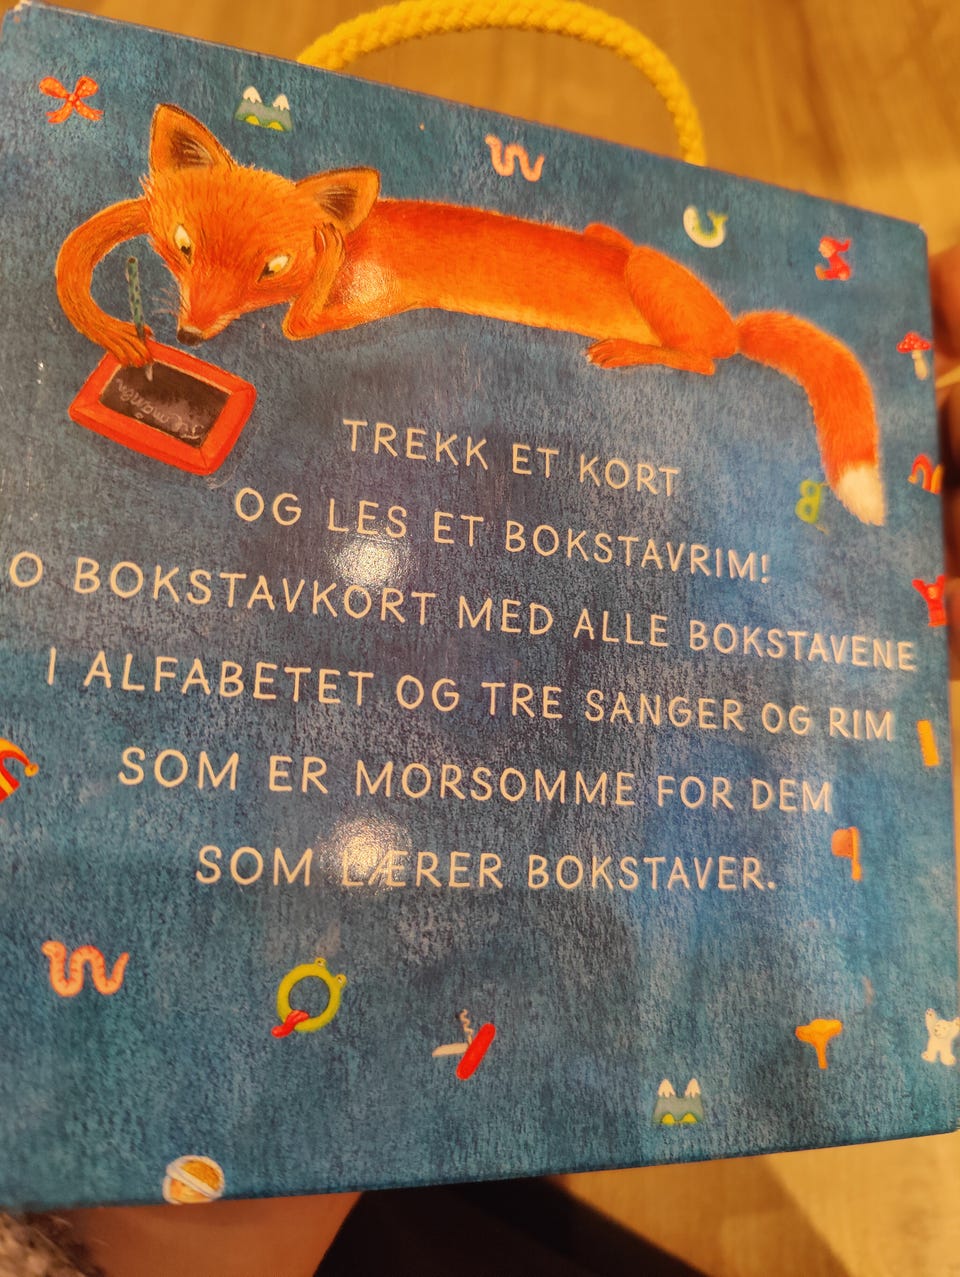 TREKK ET KORT
OG LES ET BOKSTAVRIM!
O BOKSTAVKORT MED ALLE BOKSTAVENE
I ALFABETET OG TRE SANGER OG RIM
SOM ER MORSOMME FOR DEM
SOM LÆRER BOKSTAVER.